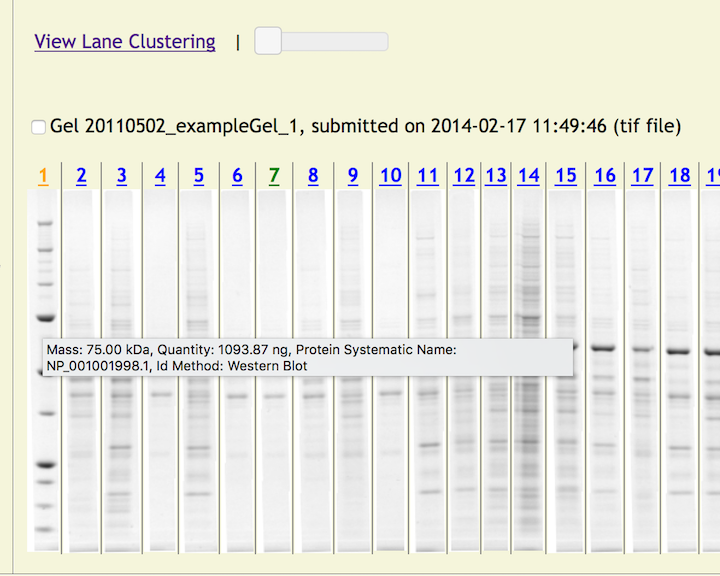 View Lane Clustering |
Gel 20110502_exampleGel_1, submitted on 2014-02-17 11:49:46 (tif file)
1 2 3 4 5 6 7 8 9 10 11 12 13 14 15 16 17 18 19
Mass: 75.00 kDa, Quantity: 1093.87 ng, Protein Systematic Name:
NP_001001998.1, Id Method: Western Blot